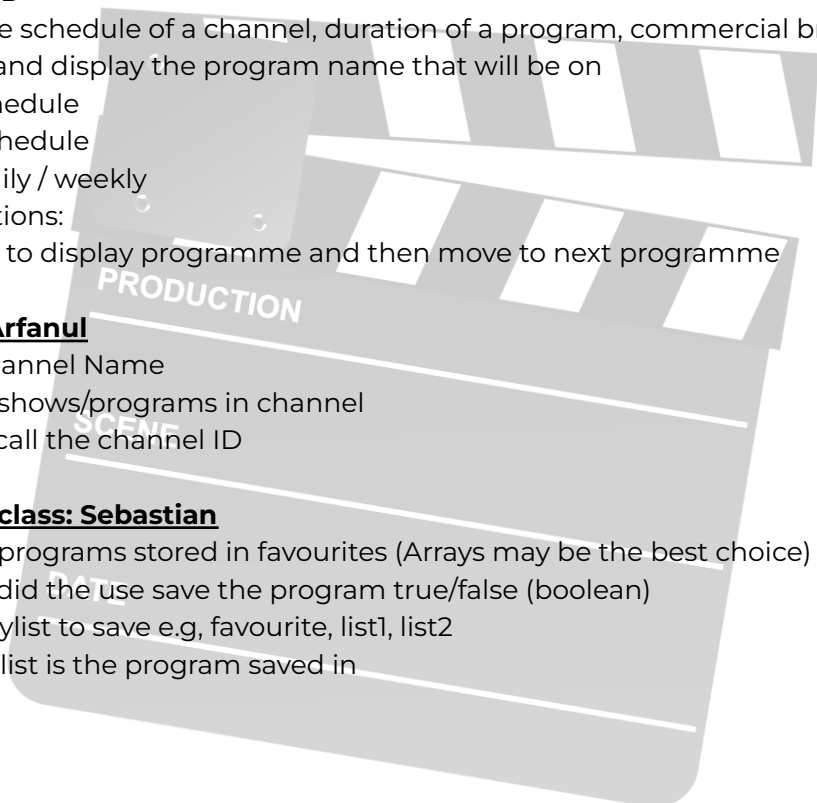 e schedule of a channel, duration of a program, commercial b
and display the program name that will be on
hedule
hedule
ily / weekly
tions:
to display programme and then move to next programme
PRODUCTION
Arfanul
annel Name
shows/programs in channel
SCENE
call the channel ID
class: Sebastian
programs stored in favourites (Arrays may be the best choice)
DATE
did the use save the program true/false (boolean)
ylist to save e.g, favourite, list1, list2
list is the program saved in